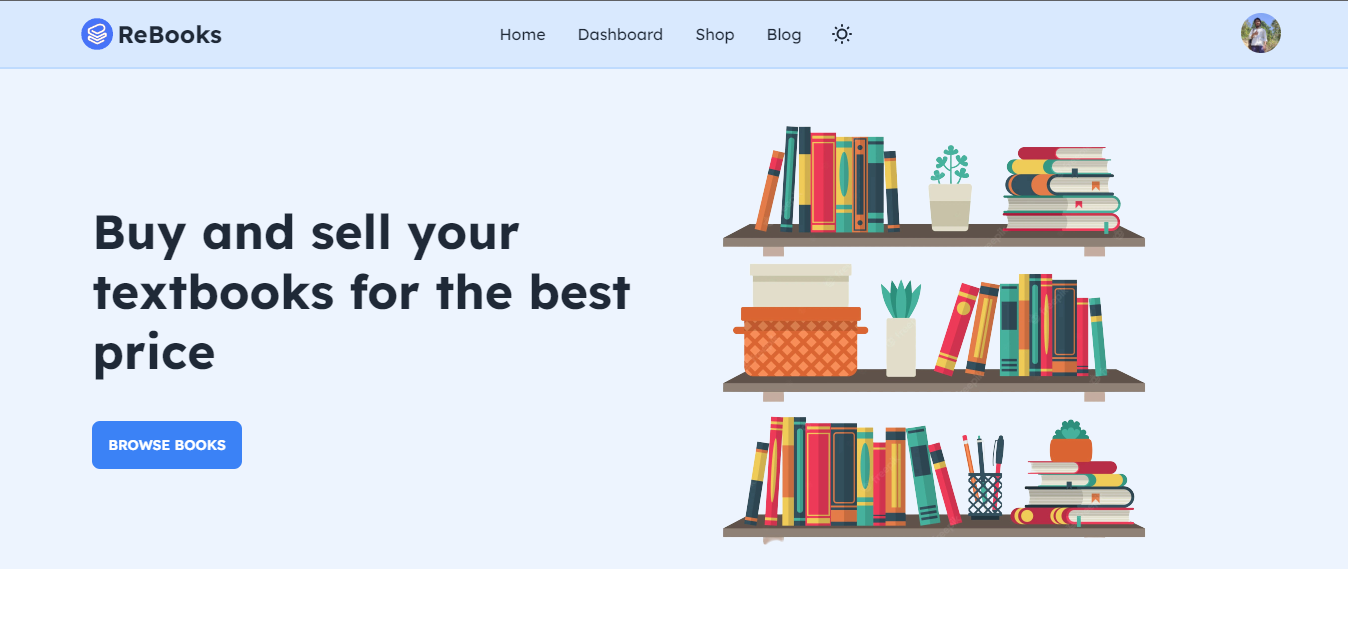 ReBooks
Home
Dashboard
Shop
Blog
Buy and sell your
textbooks for the best
price
BROWSE BOOKS